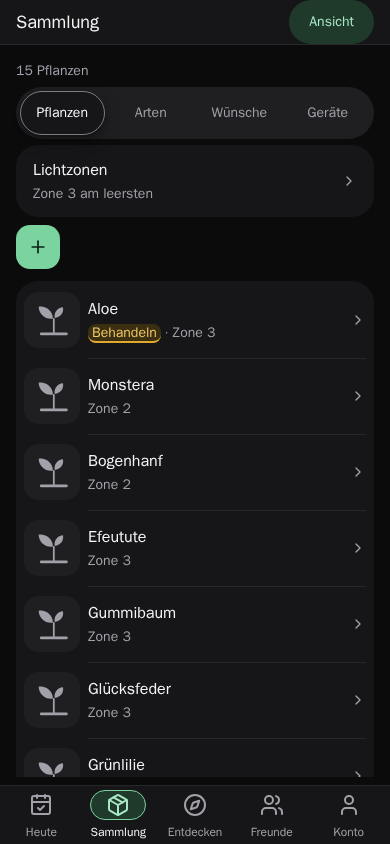 Sammlung
Ansicht
15 Pflanzen
Pflanzen
Arten
Wünsche
Geräte
Lichtzonen
Zone 3 am leersten
Aloe
Behandeln · Zone 3
Monstera
Zone 2
Bogenhanf
Zone 2
Efeutute
Zone 3
Gummibaum
Zone 3
Glücksfeder
Zone 3
Grünlilie
Heute
Sammlung
Entdecken
Freunde
Konto